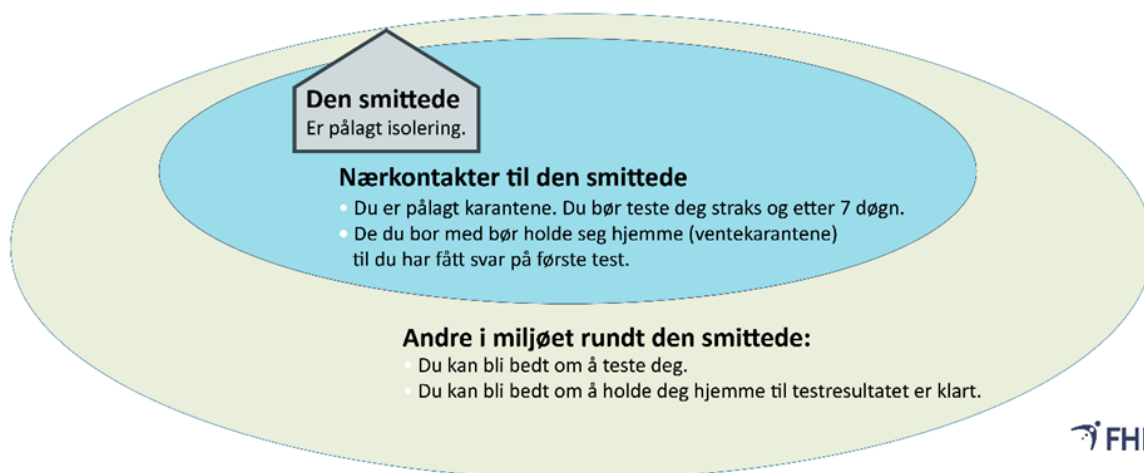 Den smittede
Er pålagt isolering.
Nærkontakter til den smittede
• Du er pålagt karantene. Du bør teste deg straks og etter 7 døgn.
• De du bor med bør holde seg hjemme (ventekarantene)
til du har fått svar på første test.
Andre i miljøet rundt den smittede:
• Du kan bli bedt om å teste deg.
• Du kan bli bedt om å holde deg hjemme til testresultatet er klart.
FHI